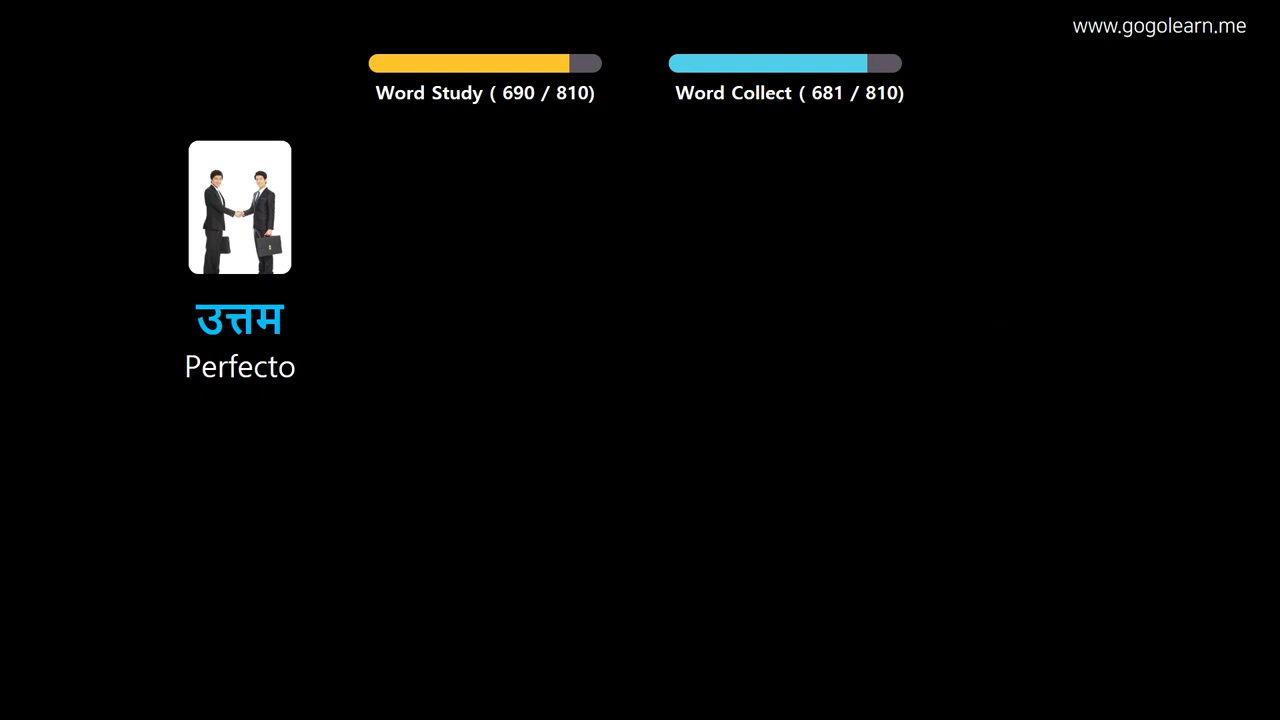 www.gogolearn.me
Word Study ( 690 / 810)
Word Collect ( 681 / 810)
उत्तम
Perfecto